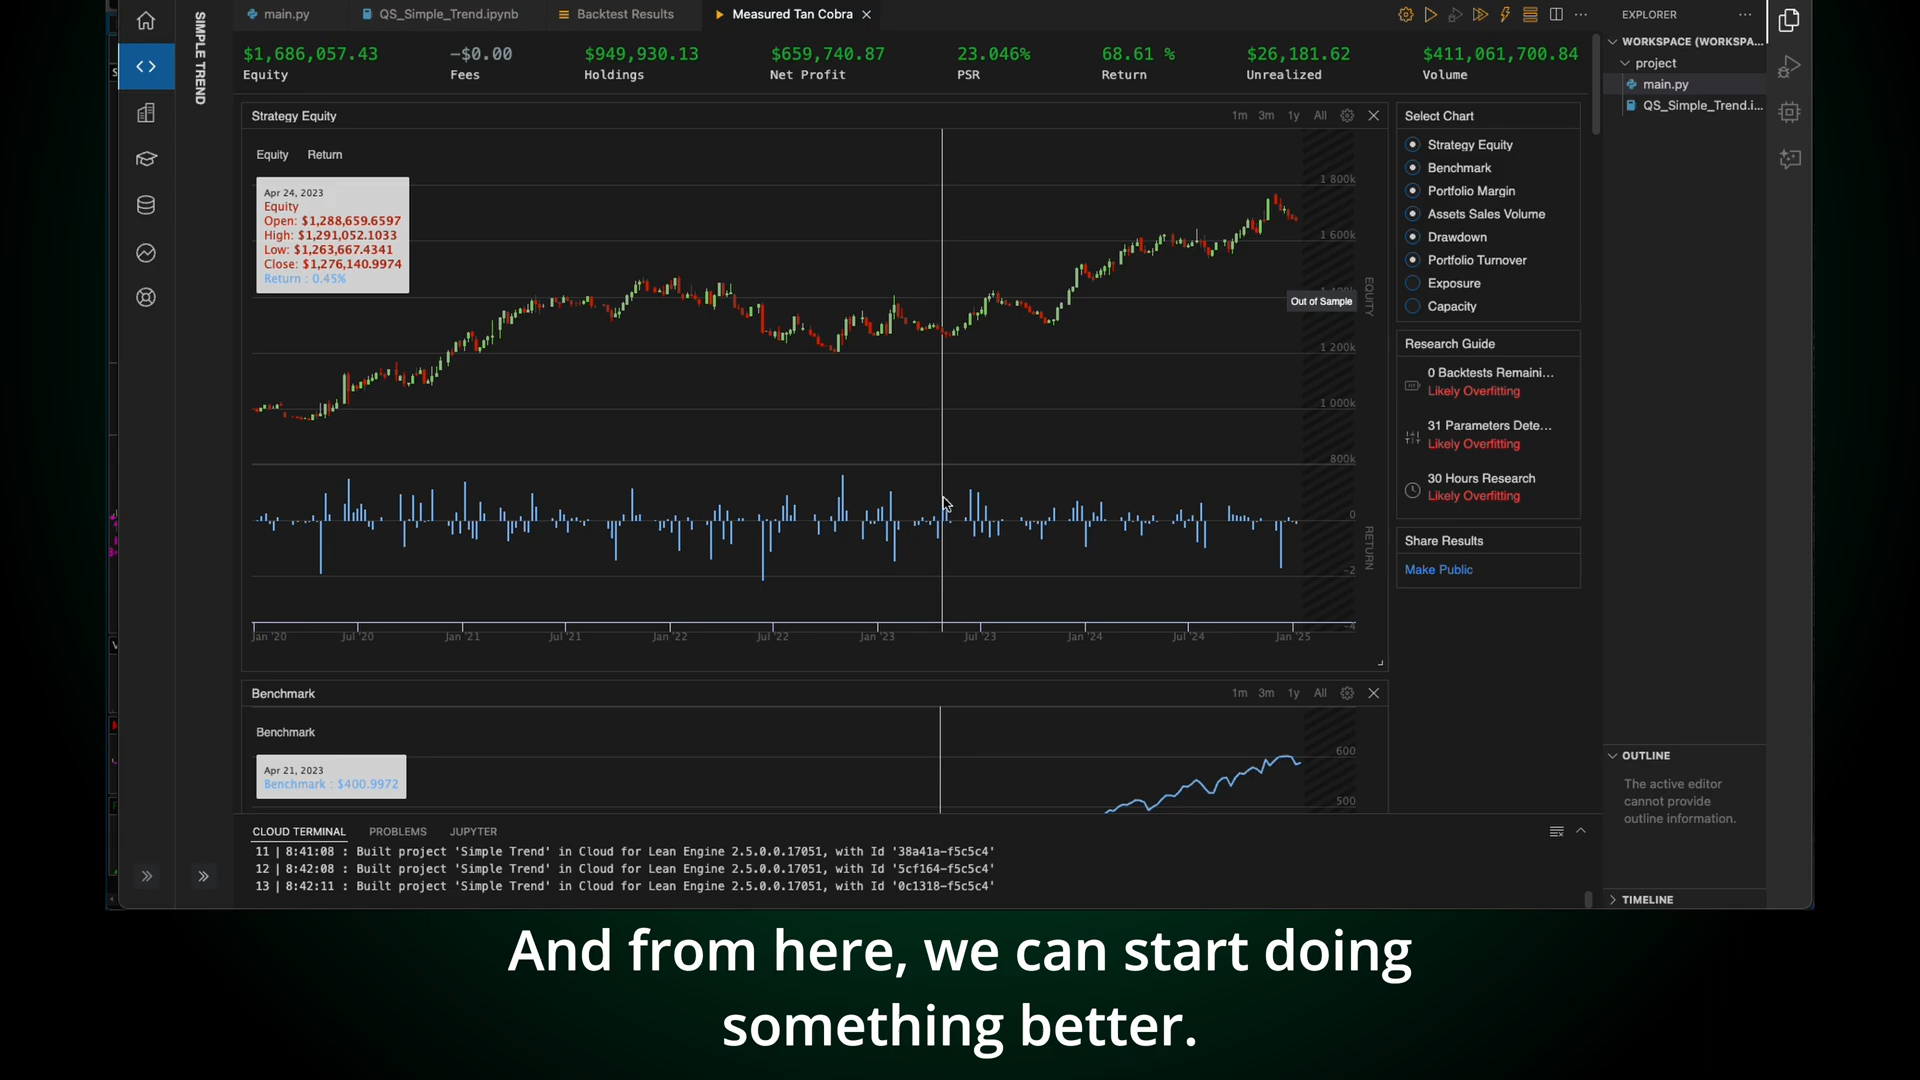 main.py
QS_Simple_Trend.ipynb
Backtest Results
Measured Tan Cobra
EXPLORER
SIMPLE TREND
$1,686,057.43
Equity
−$0.00
Fees
$949,930.13
Holdings
$659,740.87
Net Profit
23.046%
PSR
68.61 %
Return
$26,181.62
Unrealized
$411,061,700.84
Volume
WORKSPACE (WORKSPA...
project
main.py
QS_Simple_Trend.i...
Strategy Equity
1m 3m 1y All
Equity Return
Apr 24, 2023
Equity
Open: $1,288,659.6597
High: $1,291,052.1033
Low: $1,263,667.4341
Close: $1,276,140.9974
Return : 0.45%
1 800k
1 600k
Out of Sample
EQUITY
1 200k
1 000k
800k
0
RETURN
−2
−4
Jan '20 Jul '20 Jan '21 Jul '21 Jan '22 Jul '22 Jan '23 Jul '23 Jan '24 Jul '24 Jan '25
Select Chart
Strategy Equity
Benchmark
Portfolio Margin
Assets Sales Volume
Drawdown
Portfolio Turnover
Exposure
Capacity
Research Guide
0 Backtests Remaini...
Likely Overfitting
31 Parameters Dete...
Likely Overfitting
30 Hours Research
Likely Overfitting
Share Results
Make Public
Benchmark
1m 3m 1y All
Benchmark
Apr 21, 2023
Benchmark : $400.9972
600
500
OUTLINE
The active editor
cannot provide
outline information.
TIMELINE
CLOUD TERMINAL PROBLEMS JUPYTER
11 | 8:41:08 : Built project 'Simple Trend' in Cloud for Lean Engine 2.5.0.0.17051, with Id '38a41a-f5c5c4'
12 | 8:42:08 : Built project 'Simple Trend' in Cloud for Lean Engine 2.5.0.0.17051, with Id '5cf164-f5c5c4'
13 | 8:42:11 : Built project 'Simple Trend' in Cloud for Lean Engine 2.5.0.0.17051, with Id '0c1318-f5c5c4'
And from here, we can start doing
something better.